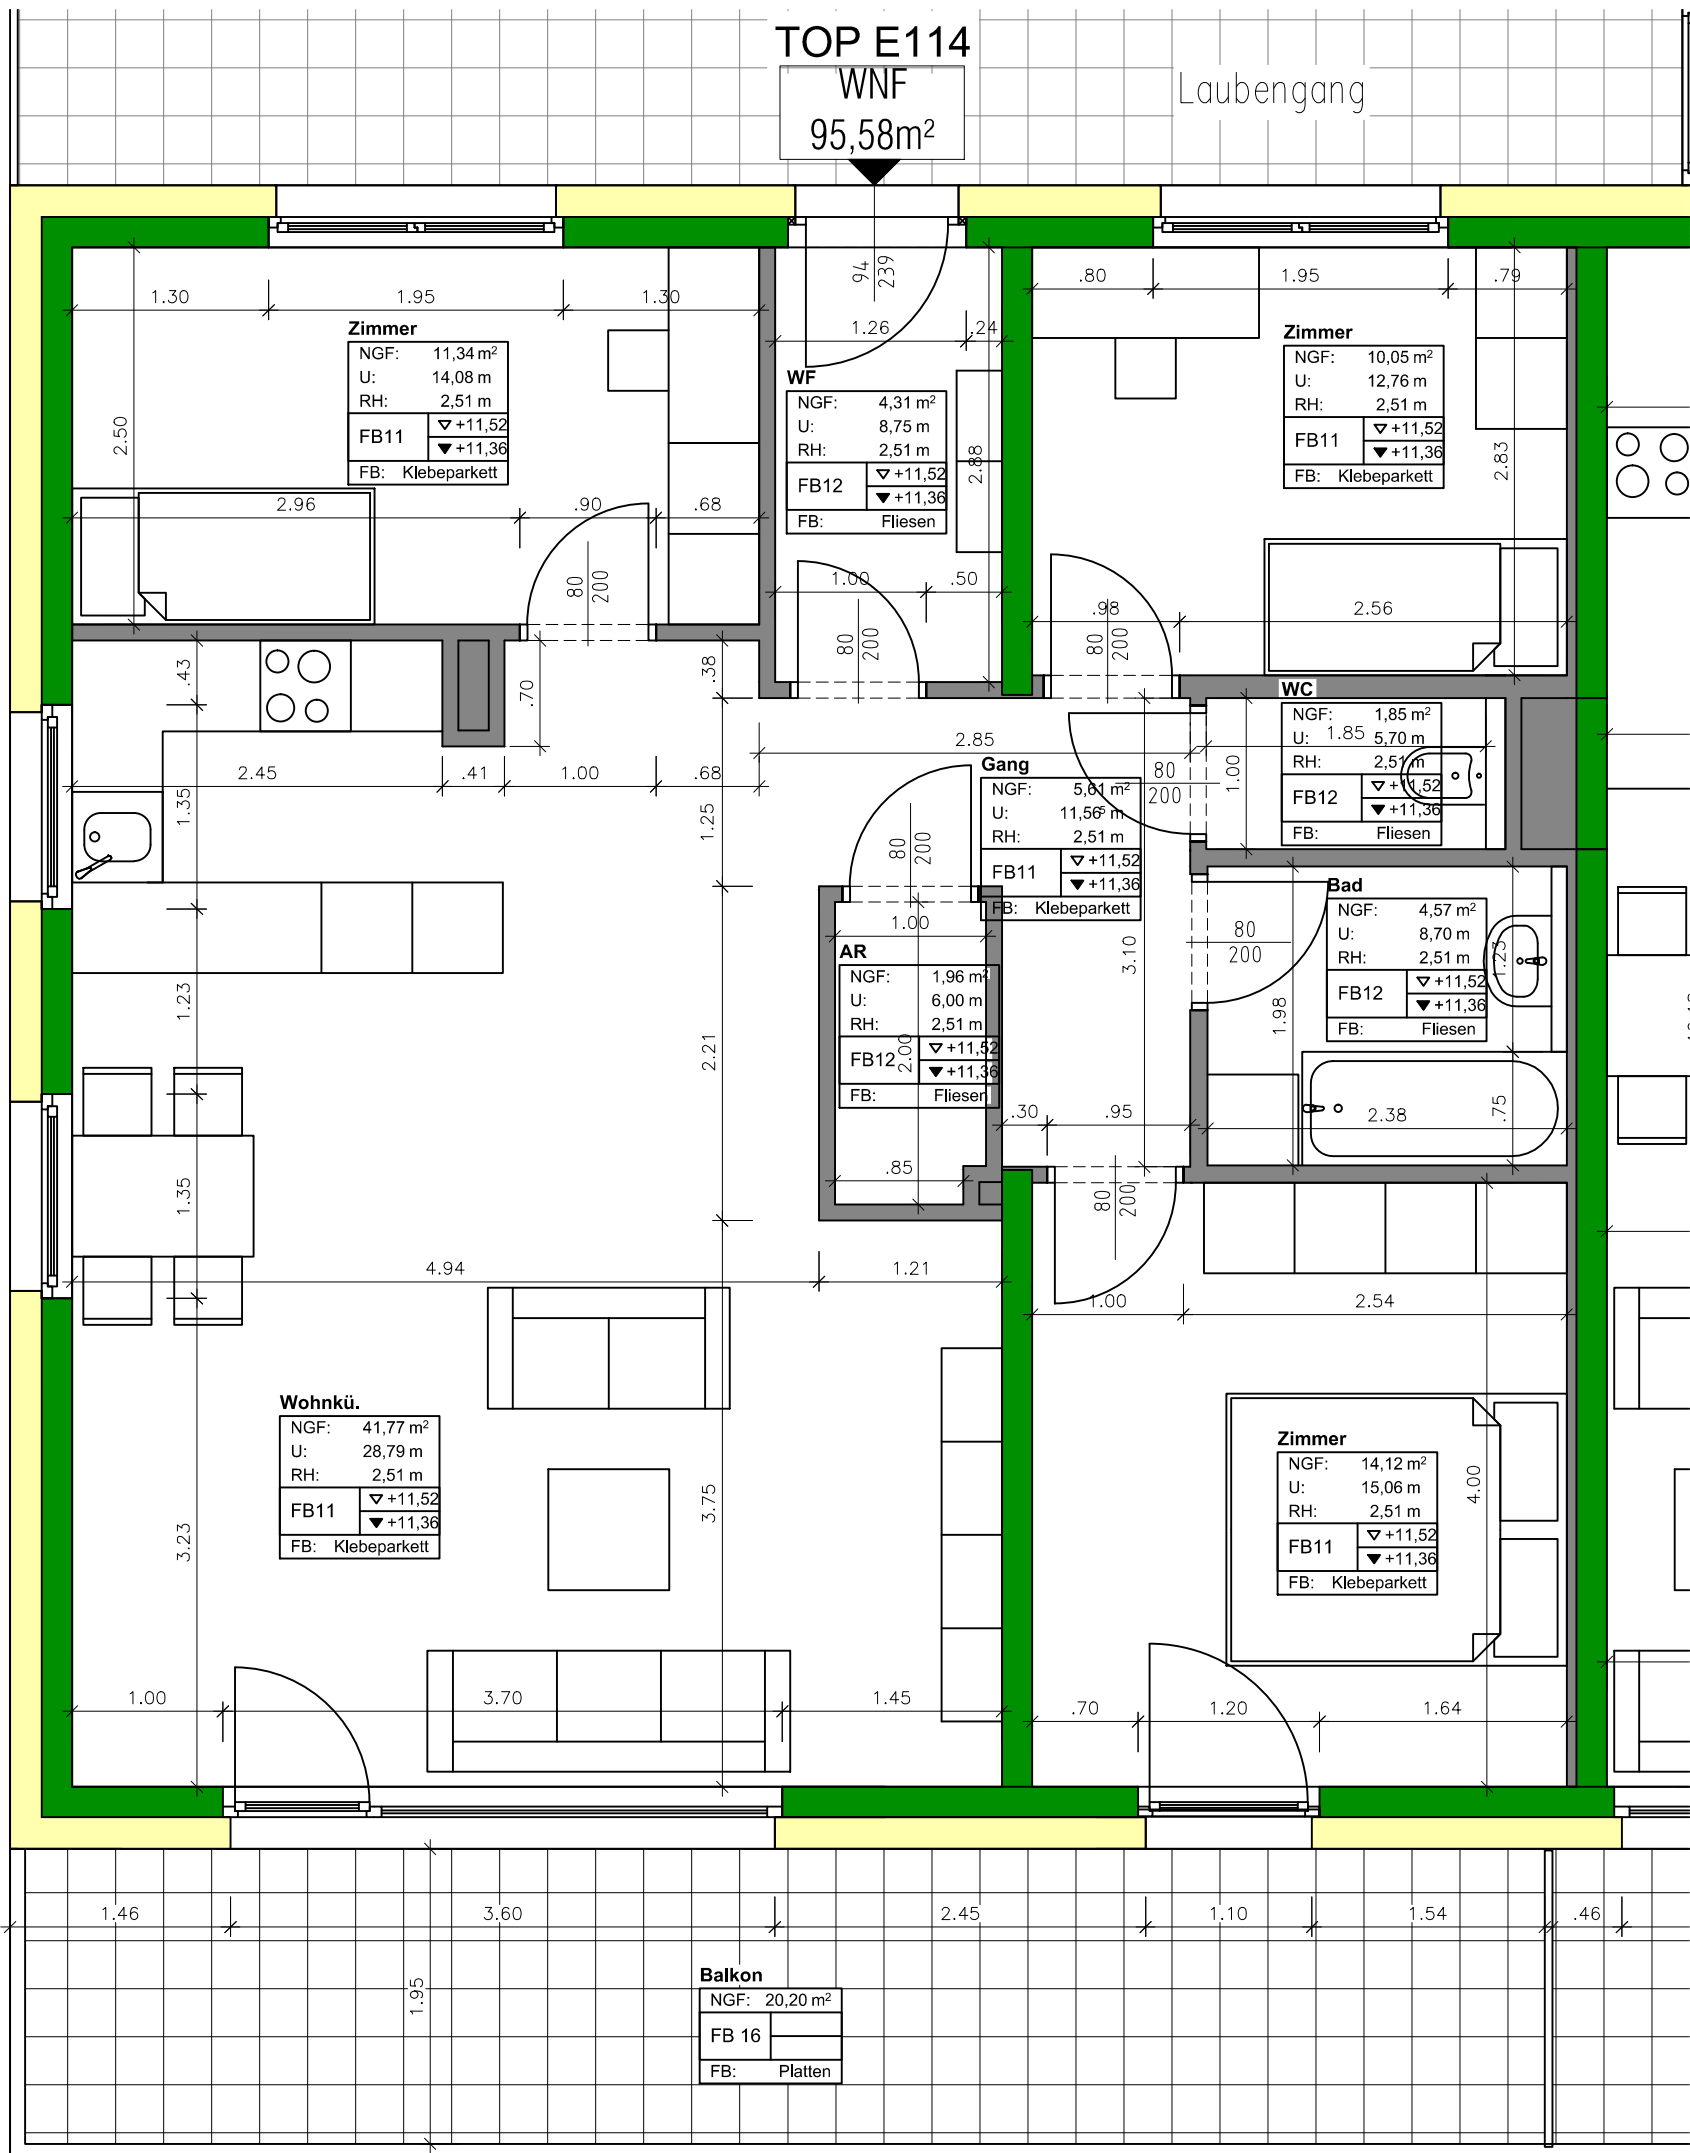 TOP E114
WNF
95,58m²
Laubengang
94
239
1.30
1.95
1.30
Zimmer
NGF: 11,34 m²
U: 14,08 m
RH: 2,51 m
FB11
+11,52
+11,36
FB: Klebeparkett
2.50
2.96
.90
.68
80
200
1.26
.24
WF
NGF: 4,31 m²
U: 8,75 m
RH: 2,51 m
FB12
+11,52
+11,36
FB: Fliesen
2.88
1.00
.50
80
200
.80
1.95
.79
Zimmer
NGF: 10,05 m²
U: 12,76 m
RH: 2,51 m
FB11
+11,52
+11,36
FB: Klebeparkett
2.83
.98
2.56
80
200
.43
.70
.38
2.45
.41
1.00
.68
1.35
1.25
2.85
Gang
NGF: 5,61 m²
U: 11,56⁵ m
RH: 2,51 m
FB11
+11,52
+11,36
FB: Klebeparkett
80
200
80
200
WC
NGF: 1,85 m²
U: 5,70 m
RH: 2,51 m
FB12
+11,52
+11,36
FB: Fliesen
1.85
1.00
Bad
NGF: 4,57 m²
U: 8,70 m
RH: 2,51 m
FB12
+11,52
+11,36
FB: Fliesen
80
200
1.98
1.23
.75
2.38
3.10
1.00
AR
NGF: 1,96 m²
U: 6,00 m
RH: 2,51 m
FB12
+11,52
+11,36
FB: Fliesen
2.00
.85
.30
.95
1.23
2.21
1.35
80
200
4.94
1.21
1.00
2.54
Wohnkü.
NGF: 41,77 m²
U: 28,79 m
RH: 2,51 m
FB11
+11,52
+11,36
FB: Klebeparkett
3.23
3.75
Zimmer
NGF: 14,12 m²
U: 15,06 m
RH: 2,51 m
FB11
+11,52
+11,36
FB: Klebeparkett
4.00
1.00
3.70
1.45
.70
1.20
1.64
1.46
3.60
2.45
1.10
1.54
.46
1.95
Balkon
NGF: 20,20 m²
FB 16
FB: Platten